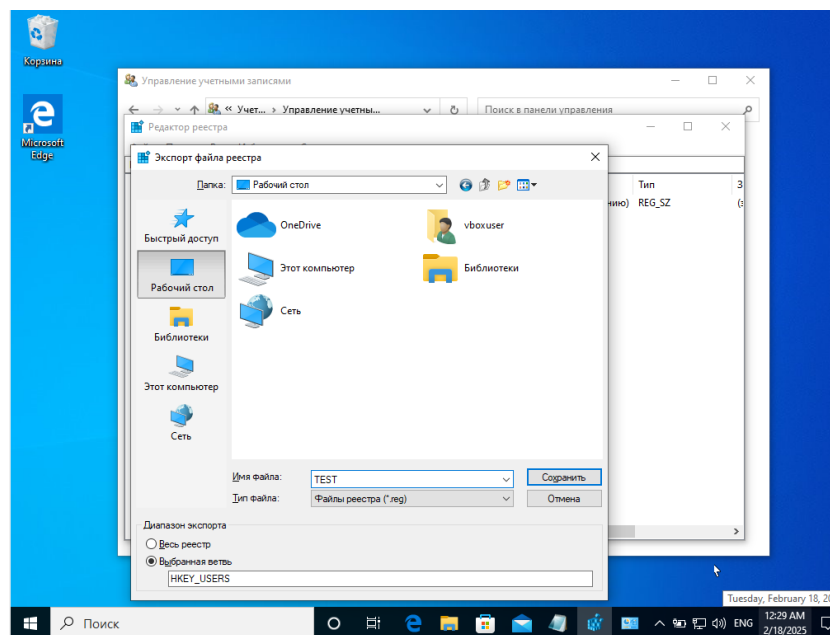 Корзина
Microsoft
Edge
Управление учетными записями
« Учет... › Управление учетны...
Поиск в панели управления
Редактор реестра
Экспорт файла реестра
Папка:
Рабочий стол
Тип
REG_SZ
Быстрый доступ
Рабочий стол
Библиотеки
Этот компьютер
Сеть
OneDrive
vboxuser
Этот компьютер
Библиотеки
Сеть
Имя файла:
TEST
Сохранить
Тип файла:
Файлы реестра (*.reg)
Отмена
Диапазон экспорта
Весь реестр
Выбранная ветвь
HKEY_USERS
Tuesday, February 18, 20
Поиск
ENG
12:29 AM
2/18/2025